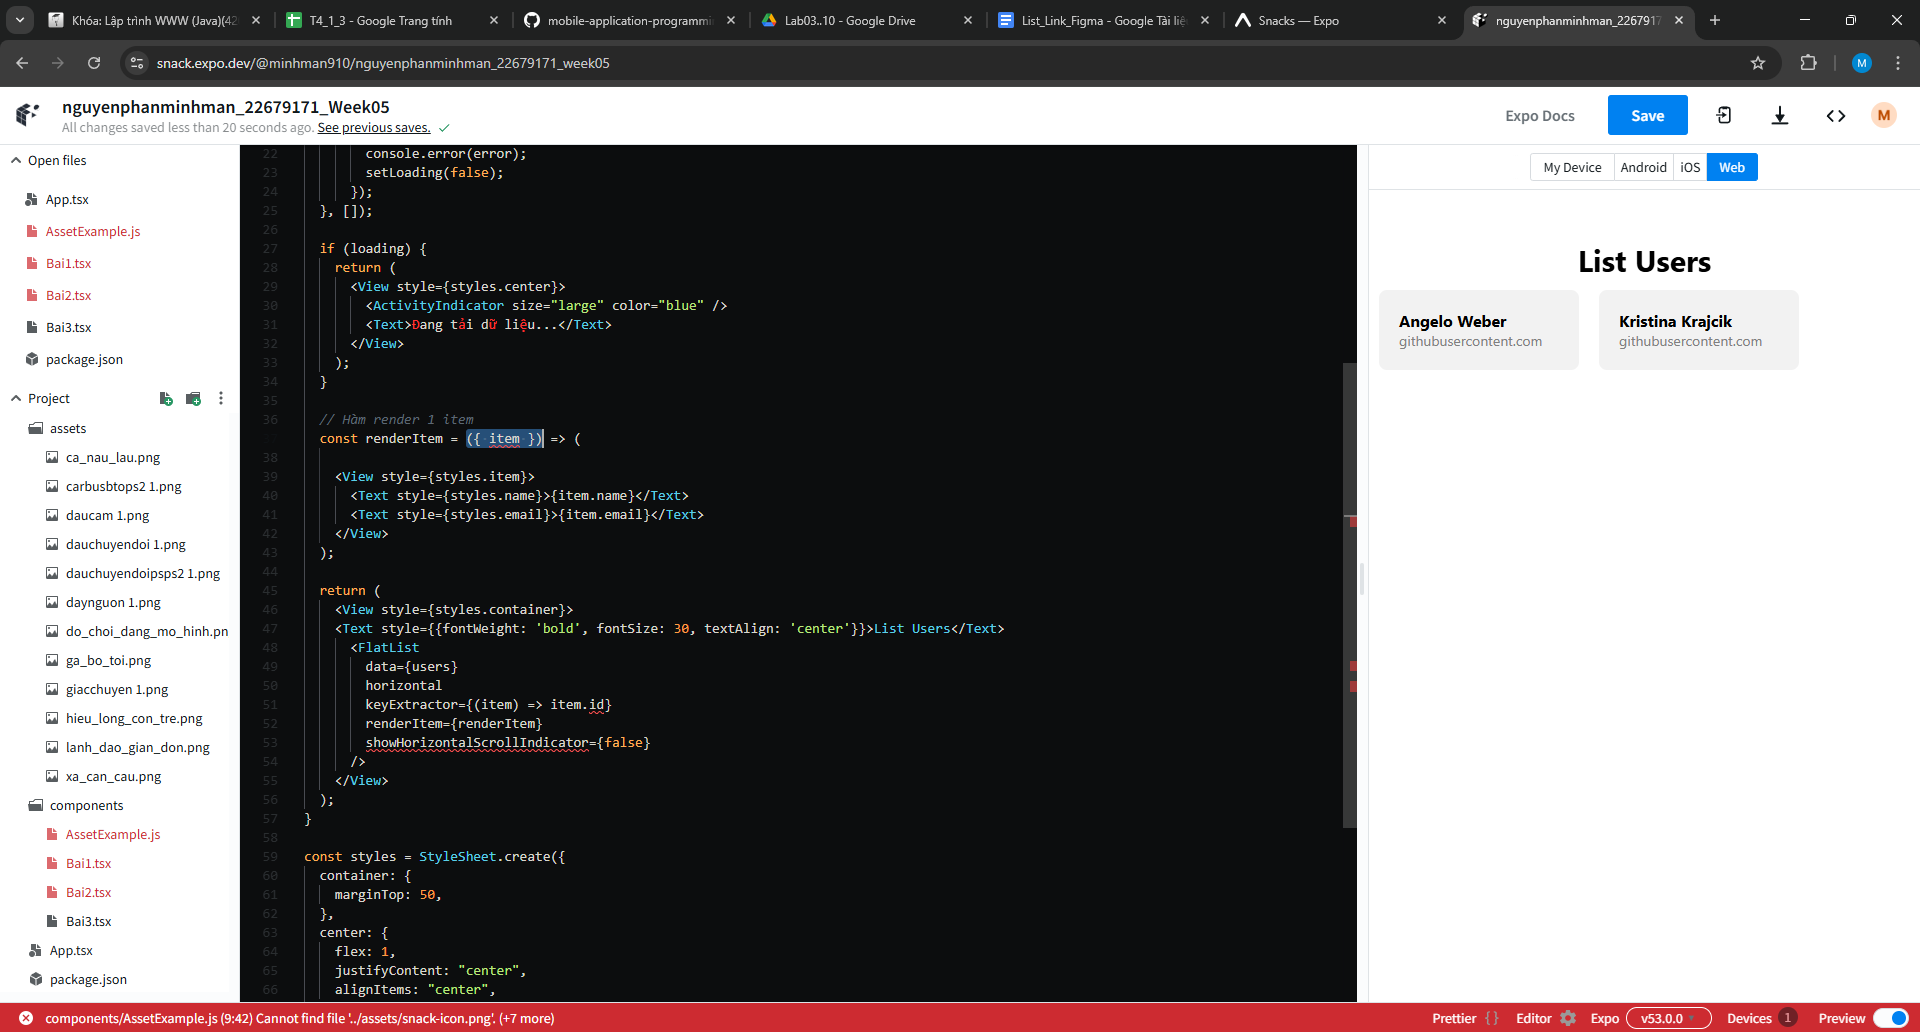 Khóa: Lập trình WWW (Java)(42
T4_1_3 - Google Trang tính
mobile-application-programmi
Lab03..10 - Google Drive
List_Link_Figma - Google Tài liệ
Snacks — Expo
nguyenphanminhman_2267917
snack.expo.dev/@minhman910/nguyenphanminhman_22679171_week05
M
nguyenphanminhman_22679171_Week05
All changes saved less than 20 seconds ago. See previous saves.
Expo Docs
Save
M
Open files
App.tsx
AssetExample.js
Bai1.tsx
Bai2.tsx
Bai3.tsx
package.json
Project
assets
ca_nau_lau.png
carbusbtops2 1.png
daucam 1.png
dauchuyendoi 1.png
dauchuyendoipsps2 1.png
daynguon 1.png
do_choi_dang_mo_hinh.pn
ga_bo_toi.png
giacchuyen 1.png
hieu_long_con_tre.png
lanh_dao_gian_don.png
xa_can_cau.png
components
AssetExample.js
Bai1.tsx
Bai2.tsx
Bai3.tsx
App.tsx
package.json
22 console.error(error);
23 setLoading(false);
24 });
25 }, []);
26
27 if (loading) {
28 return (
29 <View style={styles.center}>
30 <ActivityIndicator size="large" color="blue" />
31 <Text>Đang tải dữ liệu...</Text>
32 </View>
33 );
34 }
35
36 // Hàm render 1 item
const renderItem = ({ item }) => (
38
39 <View style={styles.item}>
40 <Text style={styles.name}>{item.name}</Text>
41 <Text style={styles.email}>{item.email}</Text>
42 </View>
43 );
44
45 return (
46 <View style={styles.container}>
47 <Text style={{fontWeight: 'bold', fontSize: 30, textAlign: 'center'}}>List Users</Text>
48 <FlatList
49 data={users}
50 horizontal
51 keyExtractor={(item) => item.id}
52 renderItem={renderItem}
53 showHorizontalScrollIndicator={false}
54 />
55 </View>
56 );
57 }
58
59 const styles = StyleSheet.create({
60 container: {
61 marginTop: 50,
62 },
63 center: {
64 flex: 1,
65 justifyContent: "center",
66 alignItems: "center",
My Device
Android
iOS
Web
List Users
Angelo Weber
githubusercontent.com
Kristina Krajcik
githubusercontent.com
components/AssetExample.js (9:42) Cannot find file '../assets/snack-icon.png'. (+7 more)
Prettier { }
Editor
Expo
v53.0.0
Devices 1
Preview